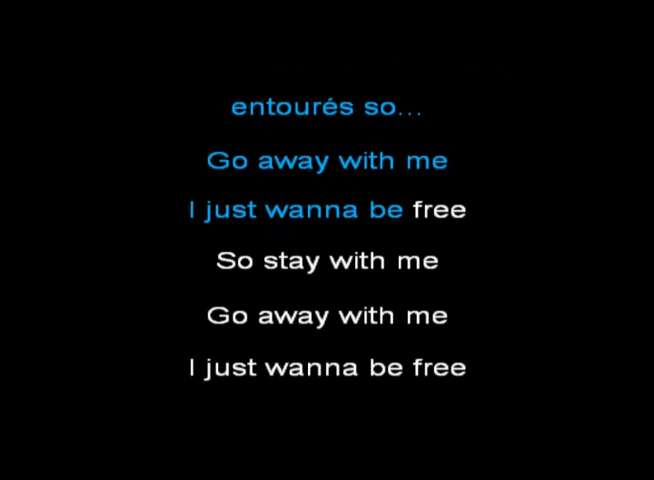 entourés so...
Go away with me
I just wanna be free
So stay with me
Go away with me
I just wanna be free